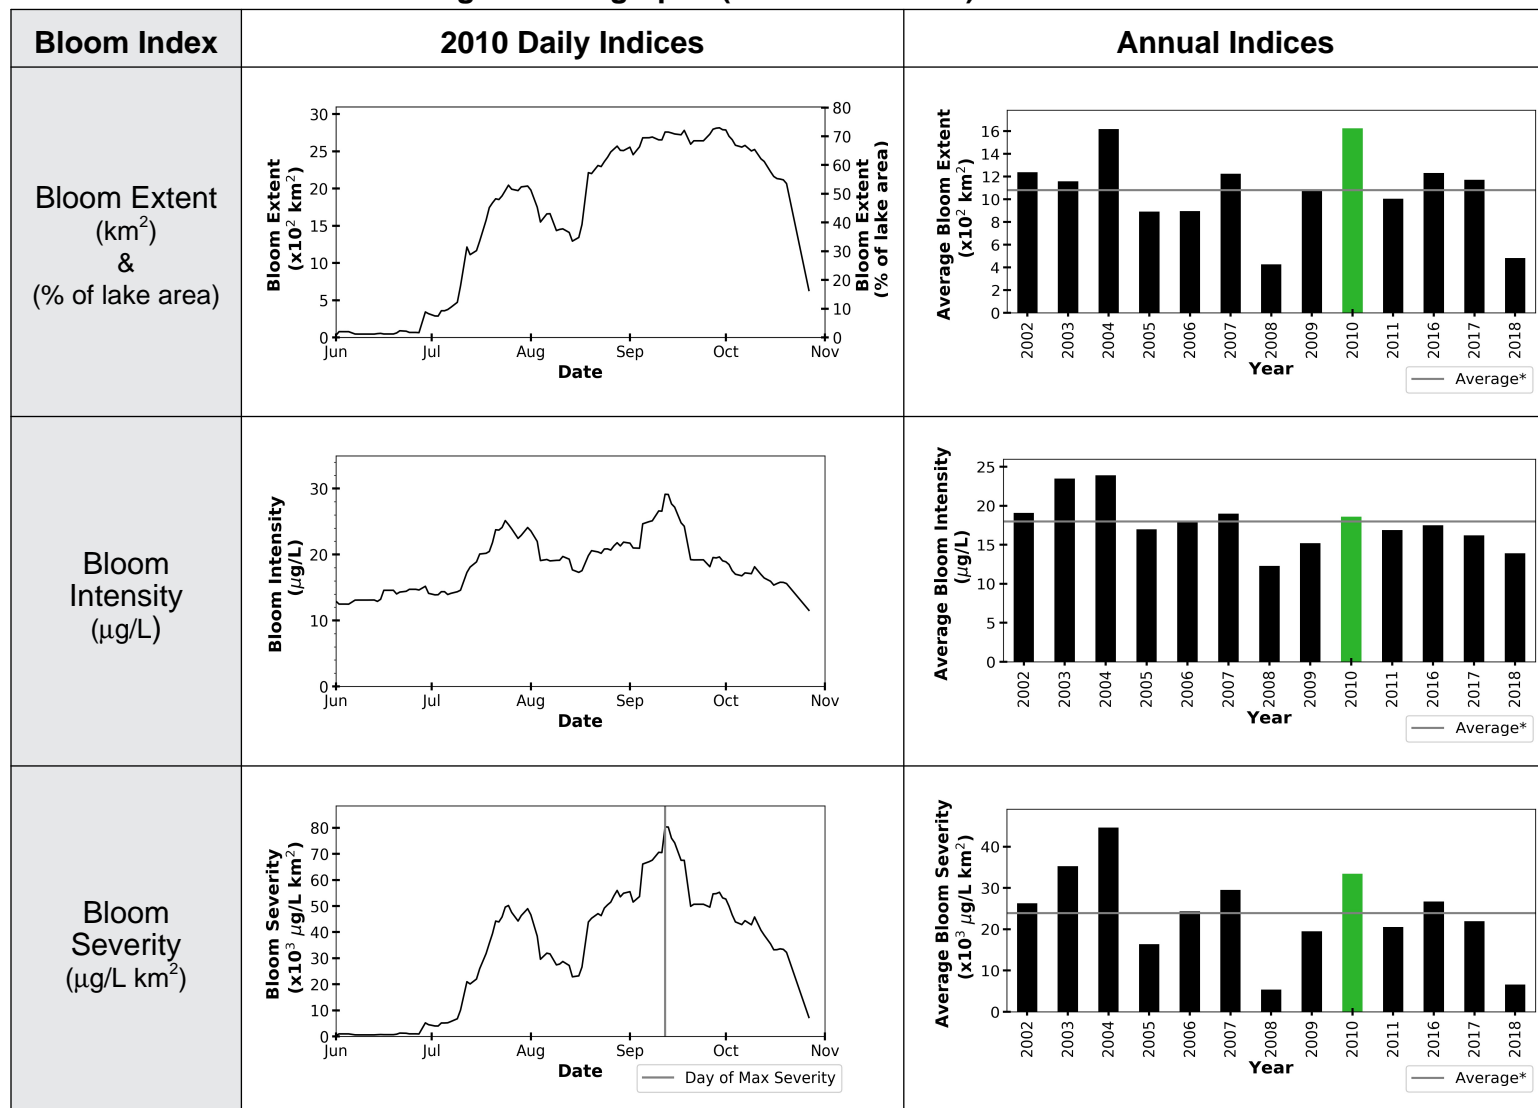 Bloom Index
2010 Daily Indices
Annual Indices
Bloom Extent
(km²)
&
(% of lake area)
Bloom Extent
(x10² km²)
30
25
20
15
10
5
0
80
70
60
50
40
30
20
10
0
Bloom Extent
(% of lake area)
Jun Jul Aug Sep Oct Nov
Date
Average Bloom Extent
(x10² km²)
16
14
12
10
8
6
4
2
0
2002 2003 2004 2005 2006 2007 2008 2009 2010 2011 2016 2017 2018
Year
Average*
Bloom
Intensity
(µg/L)
Bloom Intensity
(µg/L)
30
20
10
0
Jun Jul Aug Sep Oct Nov
Date
Average Bloom Intensity
(µg/L)
25
20
15
10
5
0
2002 2003 2004 2005 2006 2007 2008 2009 2010 2011 2016 2017 2018
Year
Average*
Bloom
Severity
(µg/L km²)
Bloom Severity
(x10³ µg/L km²)
80
70
60
50
40
30
20
10
0
Jun Jul Aug Sep Oct Nov
Date
Day of Max Severity
Average Bloom Severity
(x10³ µg/L km²)
40
30
20
10
0
2002 2003 2004 2005 2006 2007 2008 2009 2010 2011 2016 2017 2018
Year
Average*